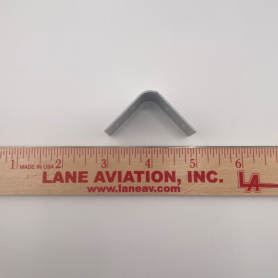 1 MADE IN USA 2 3 4 5 6
LANE AVIATION, INC. LA
www.laneav.com